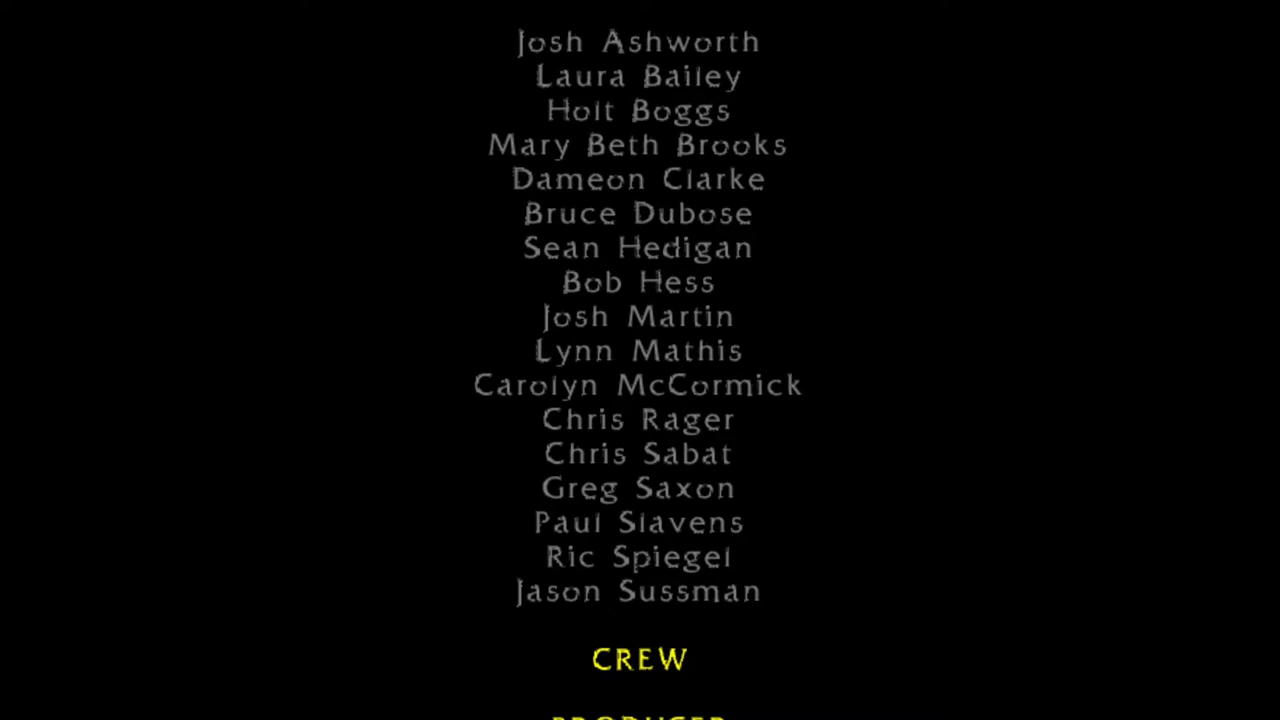 Josh Ashworth
Laura Bailey
Holt Boggs
Mary Beth Brooks
Dameon Clarke
Bruce Dubose
Sean Hedigan
Bob Hess
Josh Martin
Lynn Mathis
Carolyn McCormick
Chris Rager
Chris Sabat
Greg Saxon
Paul Slavens
Ric Spiegel
Jason Sussman
CREW
PRODUCER